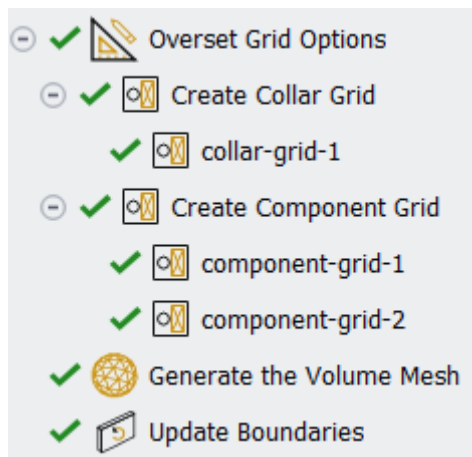 Overset Grid Options
Create Collar Grid
collar-grid-1
Create Component Grid
component-grid-1
component-grid-2
Generate the Volume Mesh
Update Boundaries